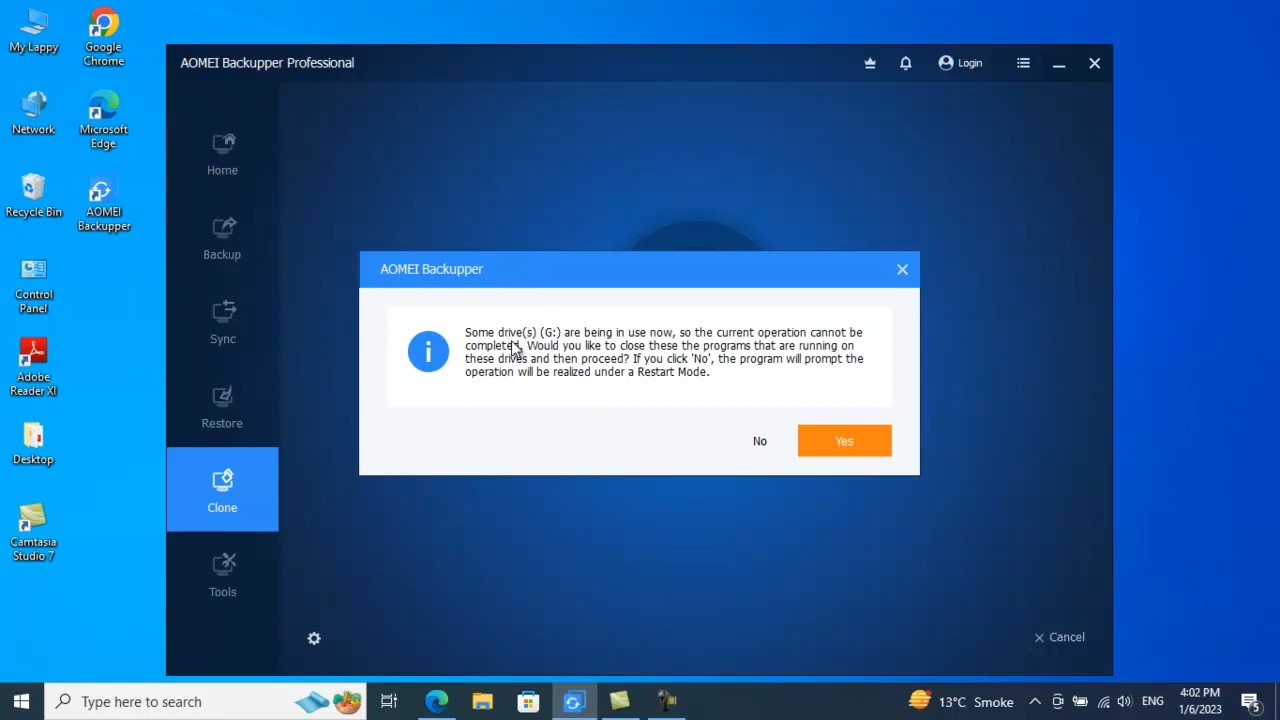 My Lappy
Google
Chrome
Network
Microsoft
Edge
Recycle Bin
AOMEI
Backupper
Control
Panel
Adobe
Reader XI
Desktop
Camtasia
Studio 7
AOMEI Backupper Professional
Login
Home
Backup
Sync
Restore
Clone
Tools
AOMEI Backupper
Some drive(s) (G:) are being in use now, so the current operation cannot be
completed. Would you like to close these the programs that are running on
these drives and then proceed? If you click 'No', the program will prompt the
operation will be realized under a Restart Mode.
No
Yes
Cancel
Type here to search
13°C Smoke
ENG
4:02 PM
1/6/2023
5